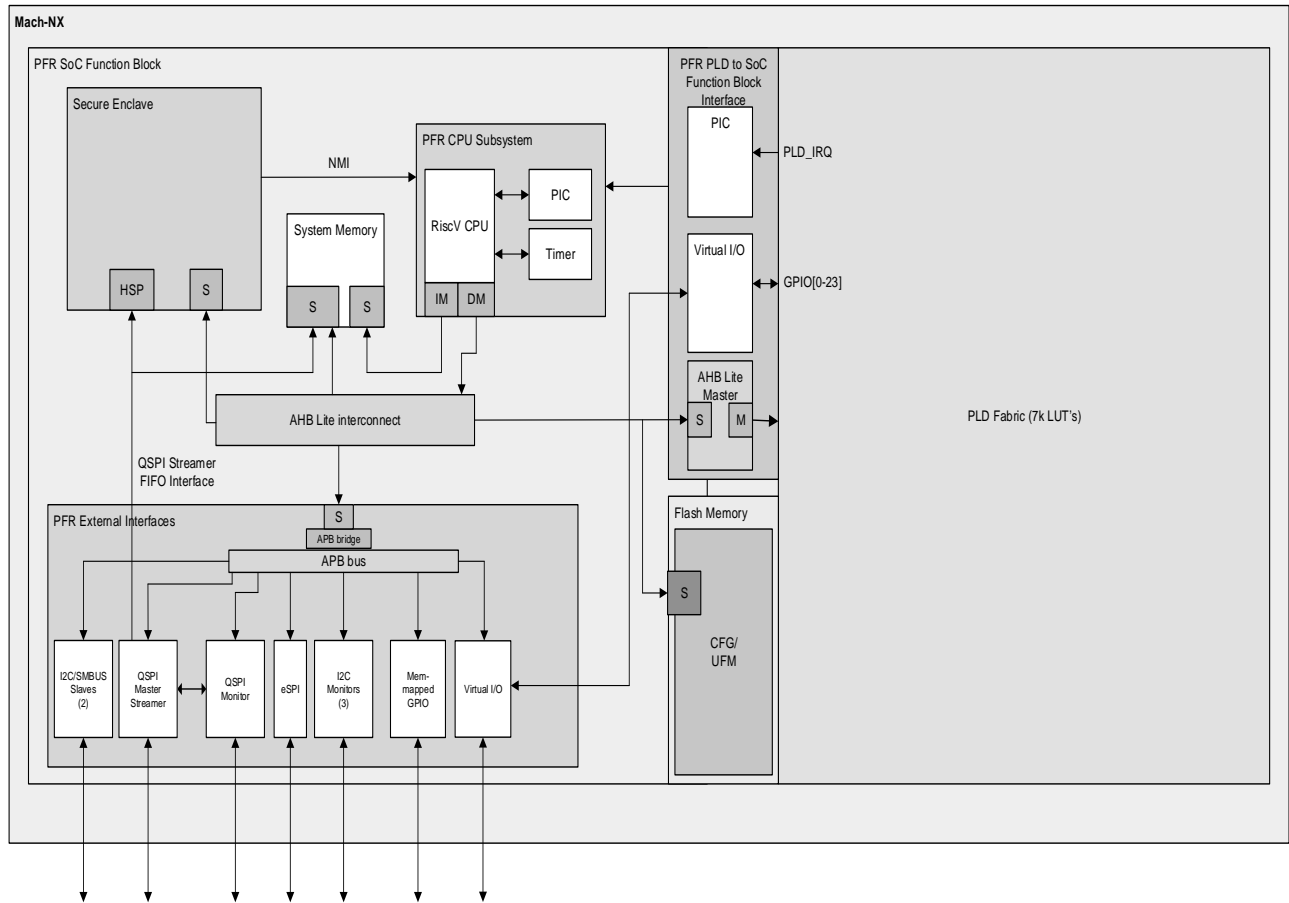 Mach-NX
PFR SoC Function Block
Secure Enclave
HSP
S
NMI
System Memory
S
S
PFR CPU Subsystem
RiscV CPU
PIC
Timer
IM
DM
PFR PLD to SoC
Function Block
Interface
PIC
PLD_IRQ
Virtual I/O
GPIO[0-23]
AHB Lite
Master
S
M
PLD Fabric (7k LUT's)
AHB Lite interconnect
QSPI Streamer
FIFO Interface
PFR External Interfaces
S
APB bridge
APB bus
I2C/SMBUS
Slaves
(2)
QSPI
Master
Streamer
QSPI
Monitor
eSPI
I2C
Monitors
(3)
Mem-
mapped
GPIO
Virtual I/O
Flash Memory
S
CFG/
UFM